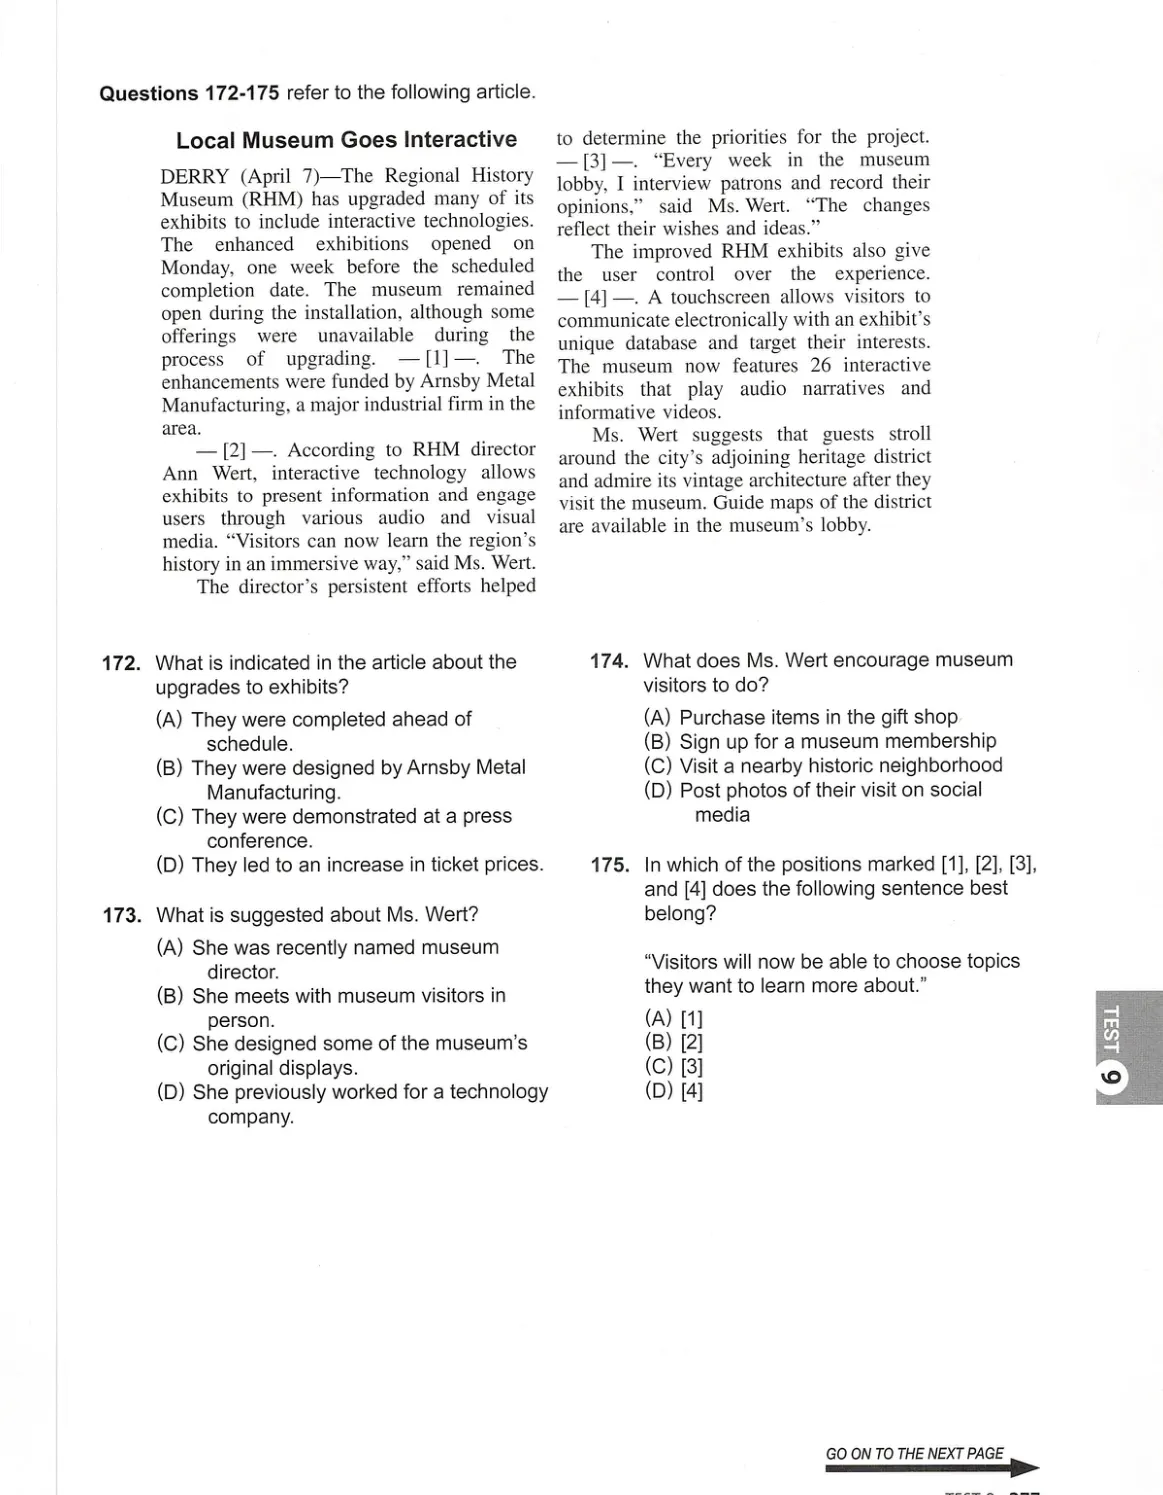 Questions 172-175 refer to the following article.
Local Museum Goes Interactive
DERRY (April 7)—The Regional History
Museum (RHM) has upgraded many of its
exhibits to include interactive technologies.
The enhanced exhibitions opened on
Monday, one week before the scheduled
completion date. The museum remained
open during the installation, although some
offerings were unavailable during the
process of upgrading. — [1] —. The
enhancements were funded by Arnsby Metal
Manufacturing, a major industrial firm in the
area.
— [2] —. According to RHM director
Ann Wert, interactive technology allows
exhibits to present information and engage
users through various audio and visual
media. “Visitors can now learn the region’s
history in an immersive way,” said Ms. Wert.
The director’s persistent efforts helped
to determine the priorities for the project.
— [3] —. “Every week in the museum
lobby, I interview patrons and record their
opinions,” said Ms. Wert. “The changes
reflect their wishes and ideas.”
The improved RHM exhibits also give
the user control over the experience.
— [4] —. A touchscreen allows visitors to
communicate electronically with an exhibit’s
unique database and target their interests.
The museum now features 26 interactive
exhibits that play audio narratives and
informative videos.
Ms. Wert suggests that guests stroll
around the city’s adjoining heritage district
and admire its vintage architecture after they
visit the museum. Guide maps of the district
are available in the museum’s lobby.
172. What is indicated in the article about the
upgrades to exhibits?
(A) They were completed ahead of
schedule.
(B) They were designed by Arnsby Metal
Manufacturing.
(C) They were demonstrated at a press
conference.
(D) They led to an increase in ticket prices.
173. What is suggested about Ms. Wert?
(A) She was recently named museum
director.
(B) She meets with museum visitors in
person.
(C) She designed some of the museum’s
original displays.
(D) She previously worked for a technology
company.
174. What does Ms. Wert encourage museum
visitors to do?
(A) Purchase items in the gift shop
(B) Sign up for a museum membership
(C) Visit a nearby historic neighborhood
(D) Post photos of their visit on social
media
175. In which of the positions marked [1], [2], [3],
and [4] does the following sentence best
belong?
“Visitors will now be able to choose topics
they want to learn more about.”
(A) [1]
(B) [2]
(C) [3]
(D) [4]
TEST 9
GO ON TO THE NEXT PAGE